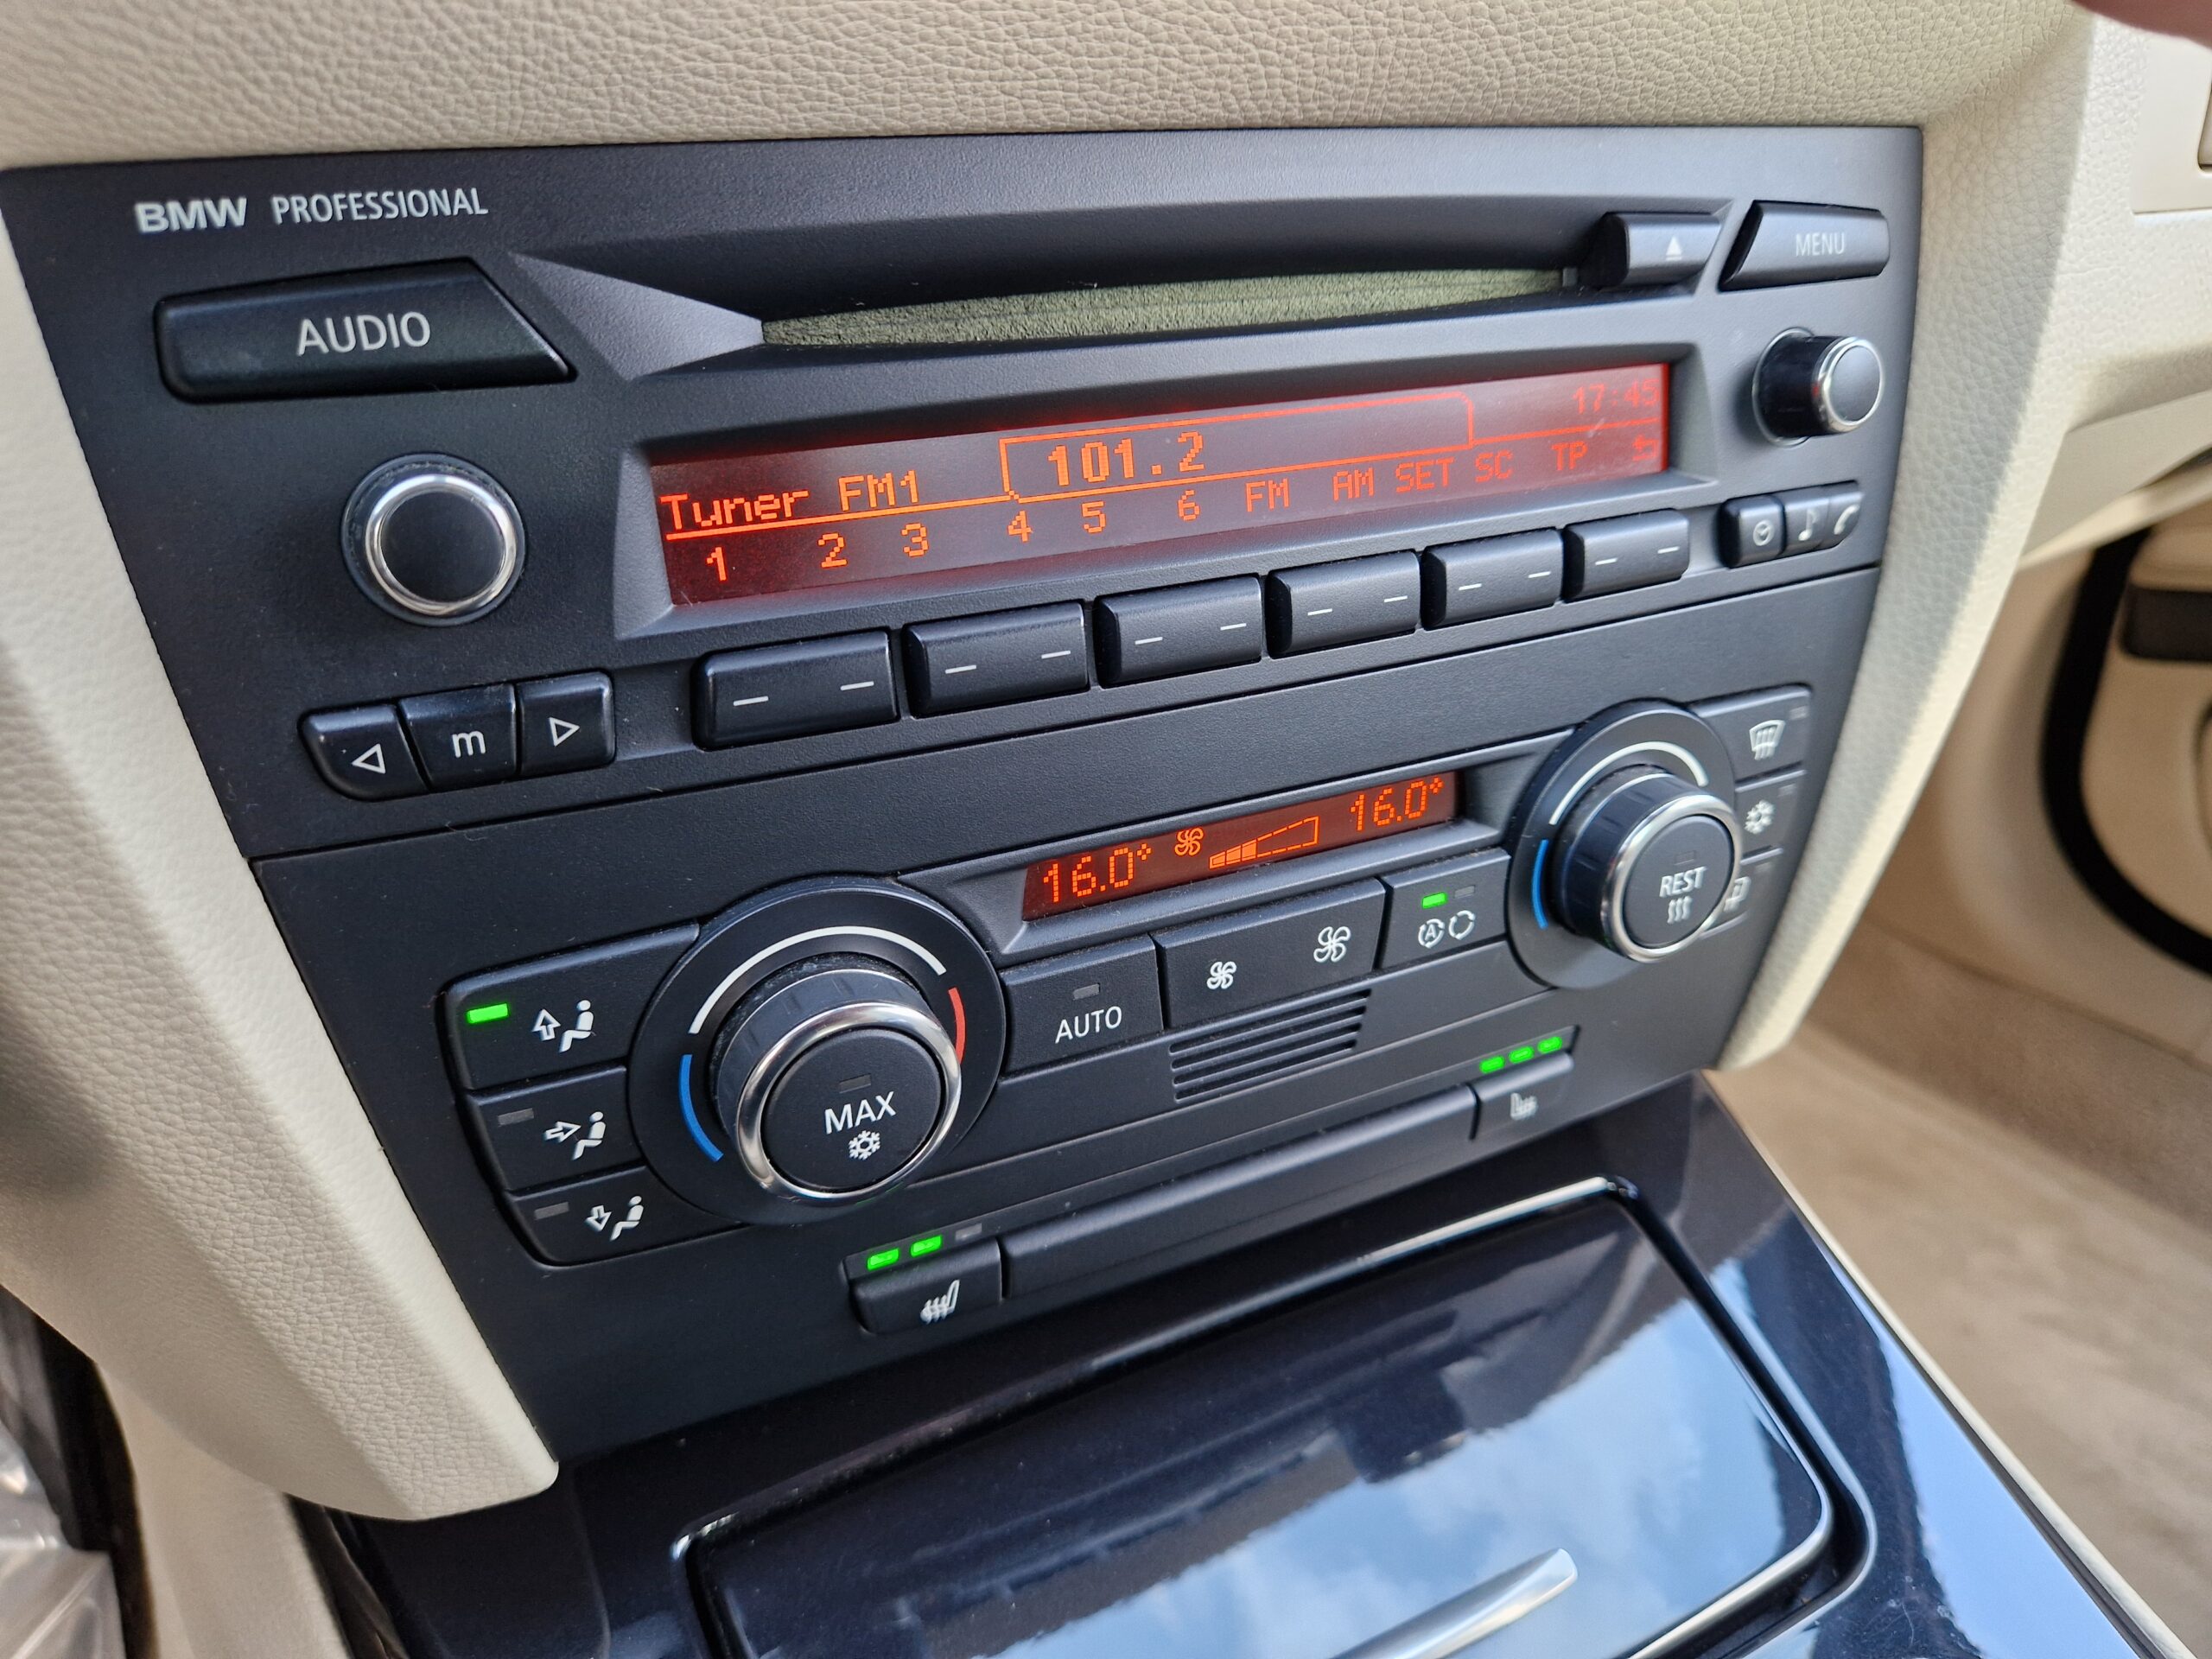 BMW PROFESSIONAL
MENU
AUDIO
17:45
Tuner FM1 101.2
1 2 3 4 5 6 FM AM SET SC TP
m
16.0° 16.0°
REST
A
AUTO
MAX